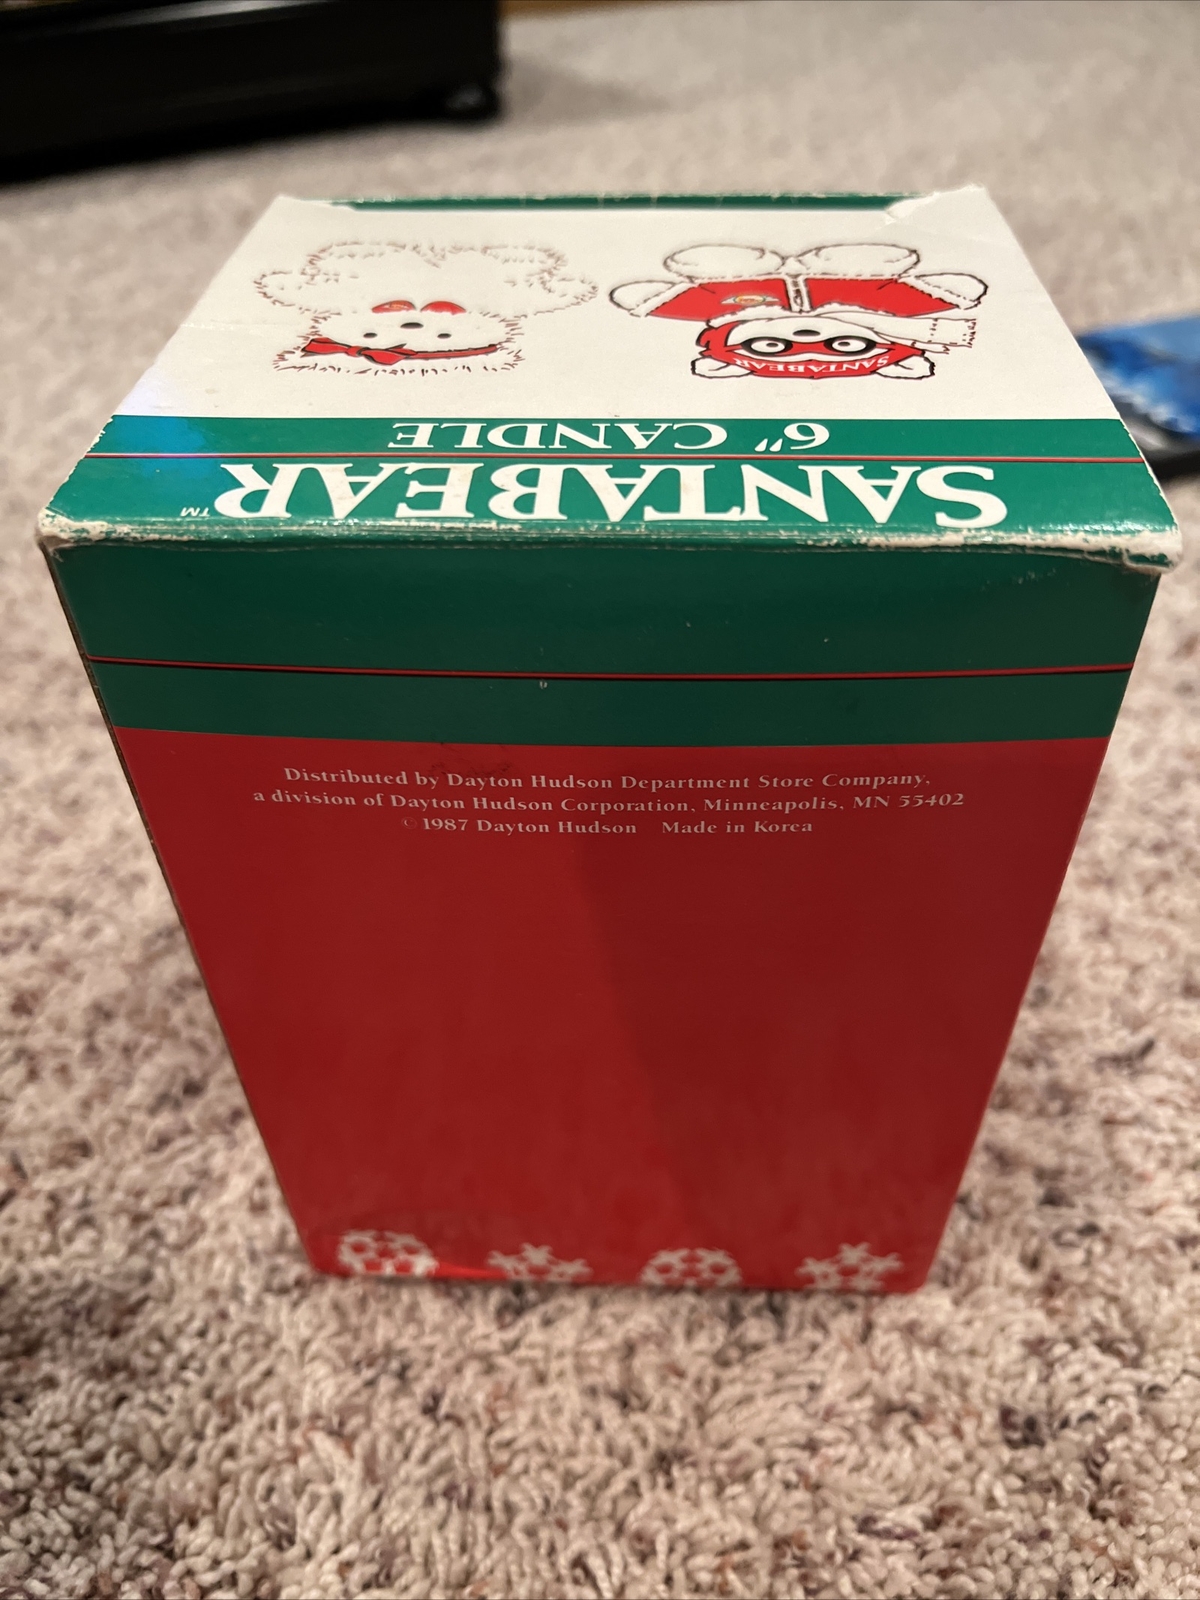 SANTABEAR™
6" CANDLE
SANTABEAR
Distributed by Dayton Hudson Department Store Company,
a division of Dayton Hudson Corporation, Minneapolis, MN 55402
© 1987 Dayton Hudson Made in Korea